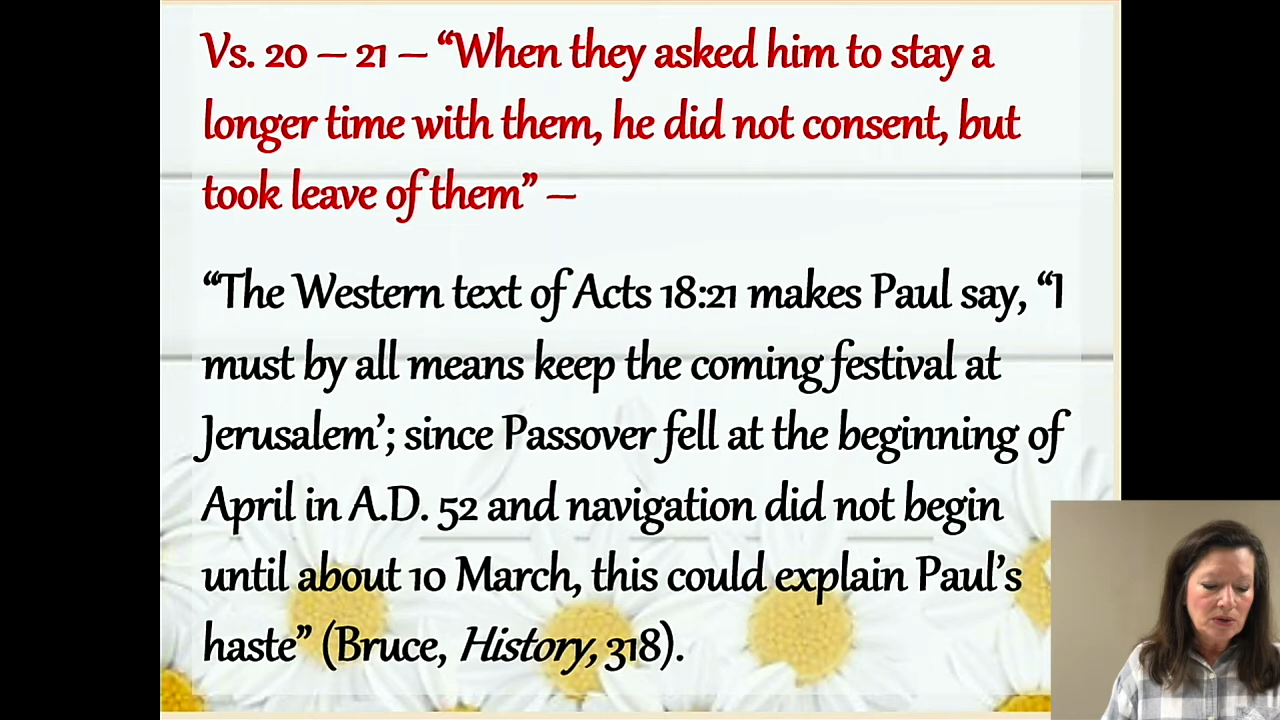 Vs. 20 – 21 – “When they asked him to stay a
longer time with them, he did not consent, but
took leave of them” –
“The Western text of Acts 18:21 makes Paul say, “I
must by all means keep the coming festival at
Jerusalem’; since Passover fell at the beginning of
April in A.D. 52 and navigation did not begin
until about 10 March, this could explain Paul’s
haste” (Bruce, History, 318).